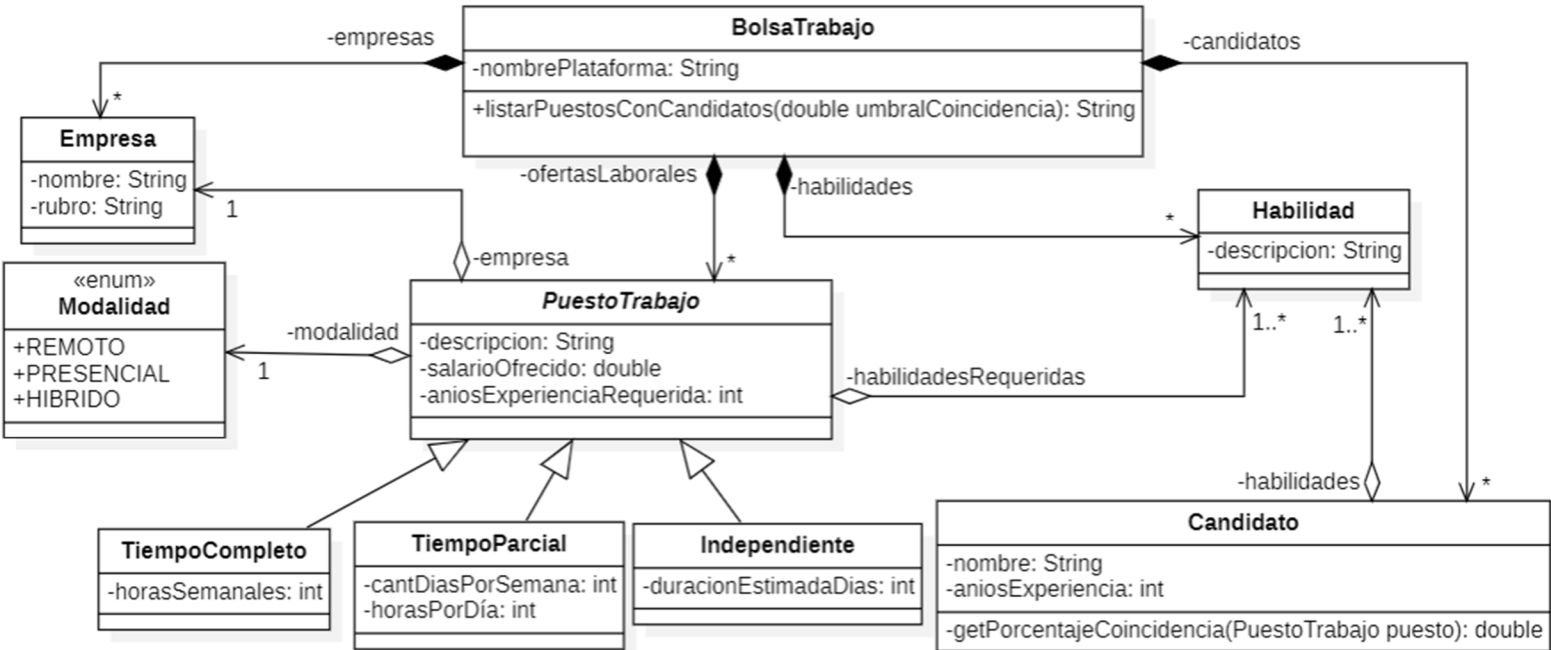 BolsaTrabajo
-nombrePlataforma: String
+listarPuestosConCandidatos(double umbralCoincidencia): String
-empresas
*
-candidatos
*
-ofertasLaborales
*
-habilidades
*
Empresa
-nombre: String
-rubro: String
1
-empresa
Habilidad
-descripcion: String
«enum»
Modalidad
+REMOTO
+PRESENCIAL
+HIBRIDO
-modalidad
1
PuestoTrabajo
-descripcion: String
-salarioOfrecido: double
-aniosExperienciaRequerida: int
-habilidadesRequeridas
1..*
1..*
-habilidades
TiempoCompleto
-horasSemanales: int
TiempoParcial
-cantDiasPorSemana: int
-horasPorDía: int
Independiente
-duracionEstimadaDias: int
Candidato
-nombre: String
-aniosExperiencia: int
-getPorcentajeCoincidencia(PuestoTrabajo puesto): double